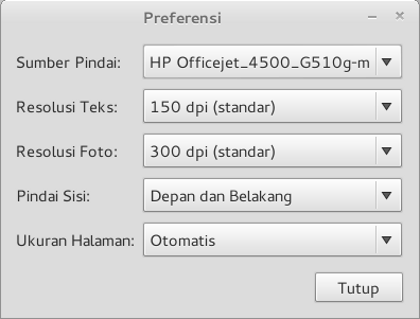 Preferensi
Sumber Pindai: HP Officejet_4500_G510g-m
Resolusi Teks: 150 dpi (standar)
Resolusi Foto: 300 dpi (standar)
Pindai Sisi: Depan dan Belakang
Ukuran Halaman: Otomatis
Tutup